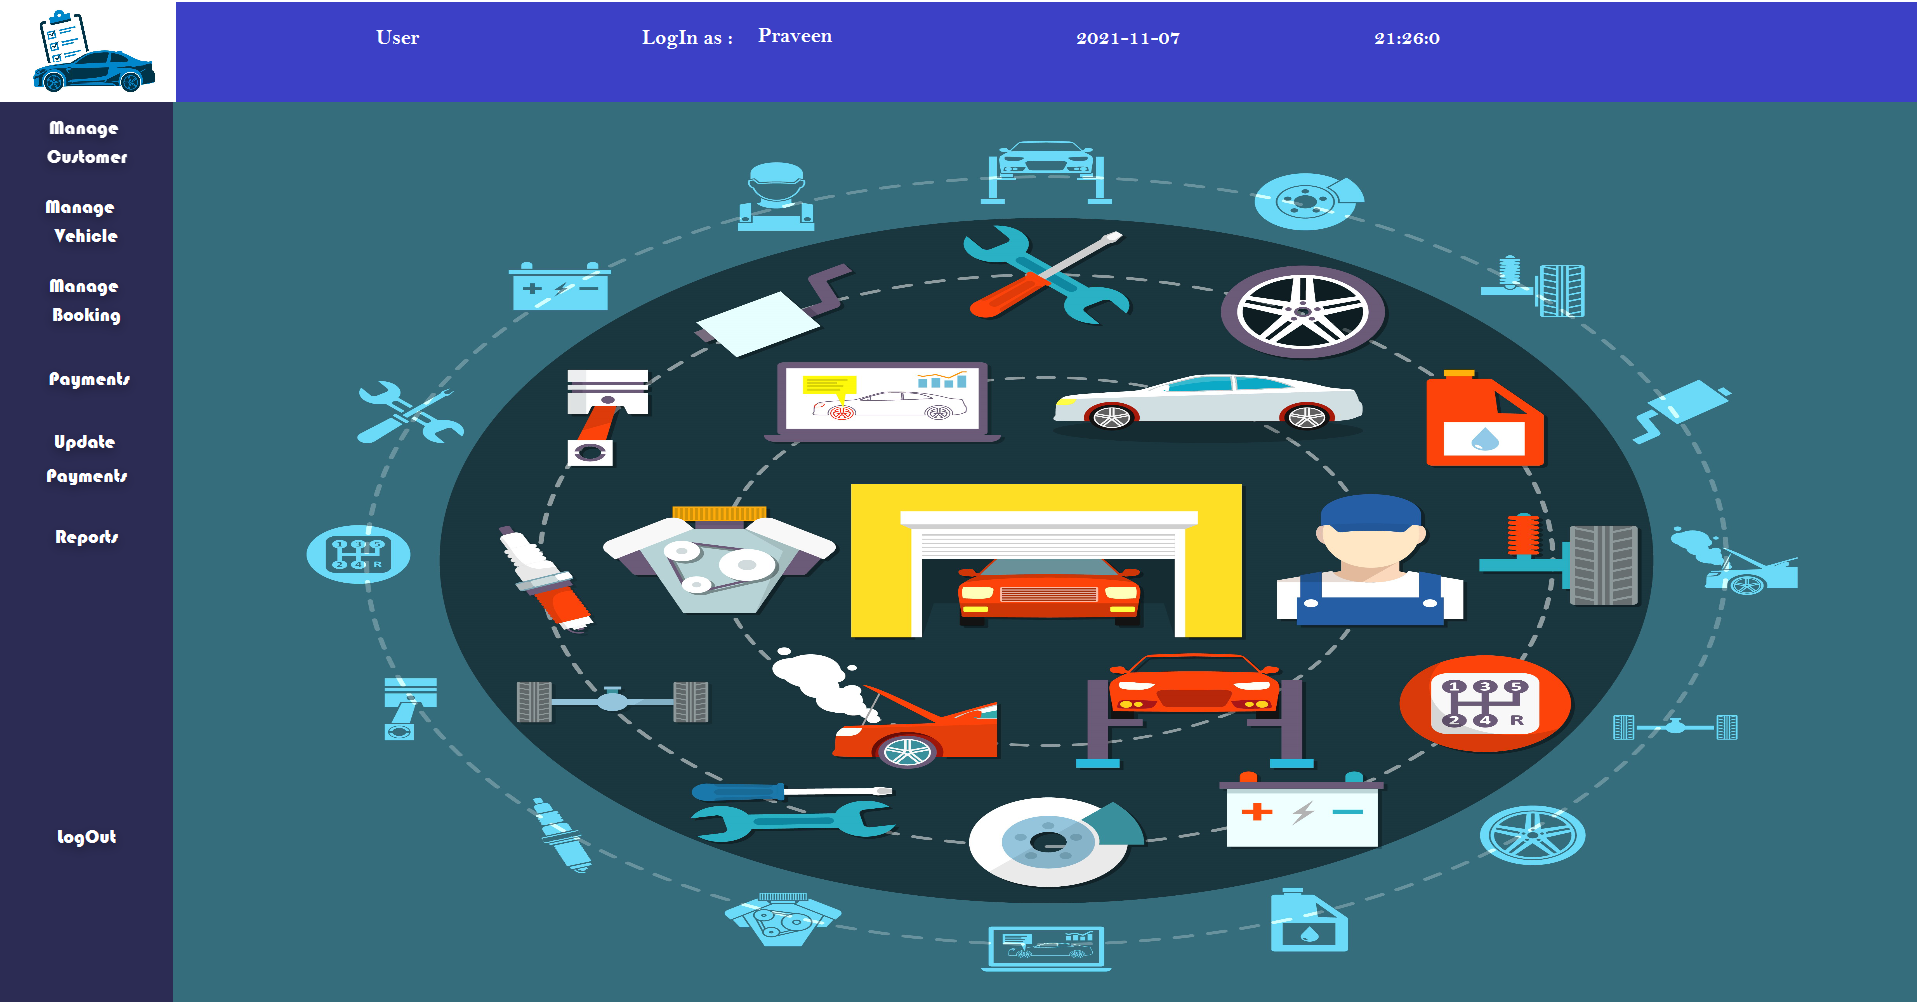 User
LogIn as :
Praveen
2021-11-07
21:26:0
Manage
Customer
Manage
Vehicle
Manage
Booking
Payments
Update
Payments
Reports
LogOut
1 3 5
2 4 R
1 3 5
2 4 R